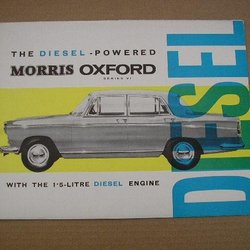 THE DIESEL-POWERED
MORRIS OXFORD
SERIES VI
WITH THE 1·5-LITRE DIESEL ENGINE
DIESEL